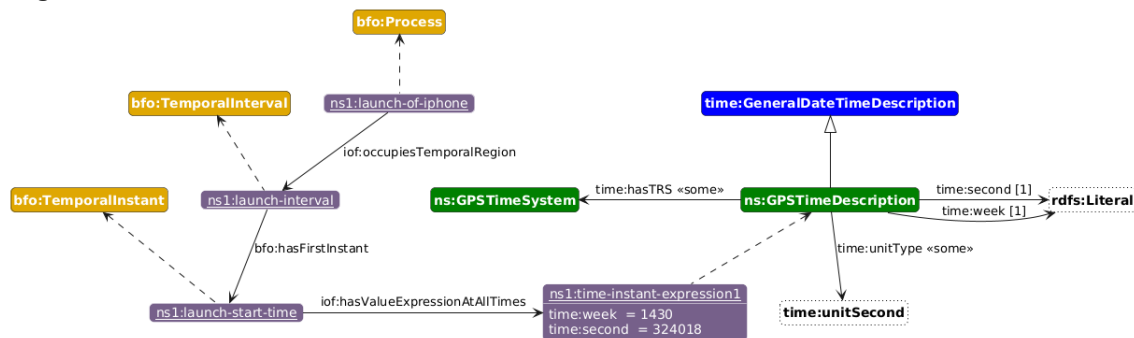 bfo:Process
bfo:TemporalInterval
ns1:launch-of-iphone
time:GeneralDateTimeDescription
iof:occupiesTemporalRegion
bfo:TemporalInstant
ns1:launch-interval
ns:GPSTimeSystem
time:hasTRS «some»
ns:GPSTimeDescription
time:second [1]
time:week [1]
rdfs:Literal
bfo:hasFirstInstant
time:unitType «some»
ns1:launch-start-time
iof:hasValueExpressionAtAllTimes
ns1:time-instant-expression1
time:week = 1430
time:second = 324018
time:unitSecond